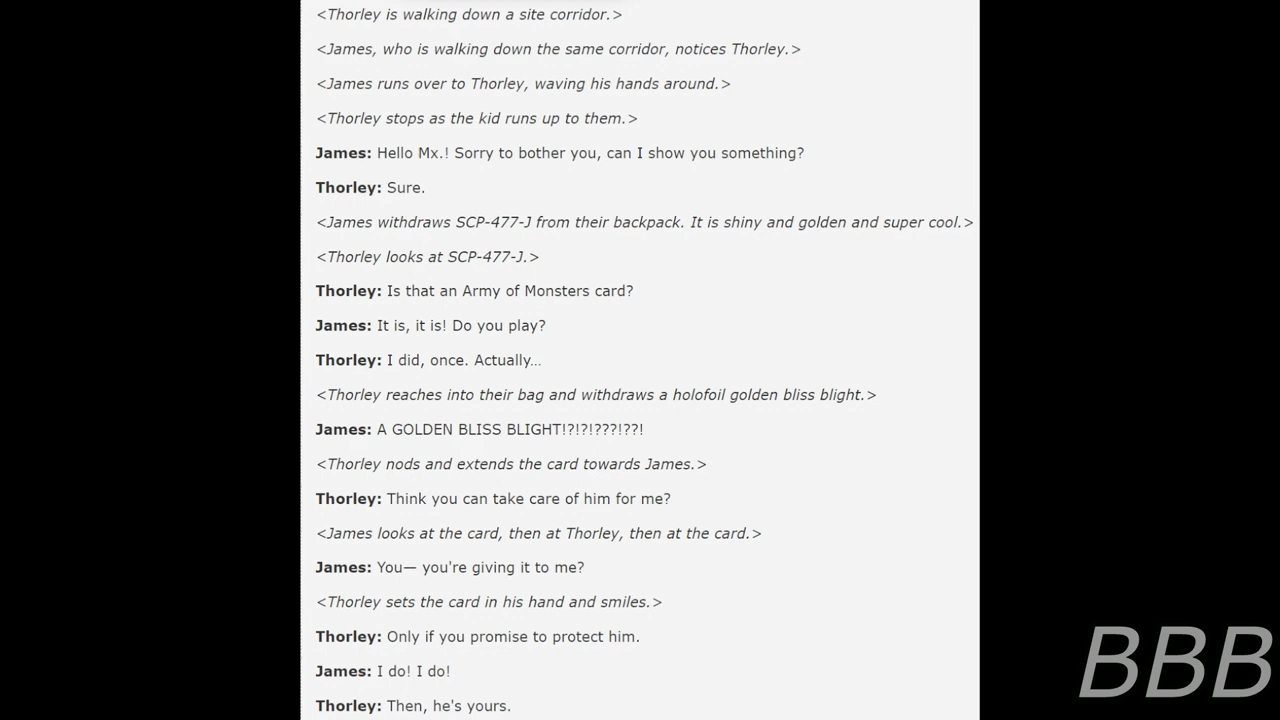 <Thorley is walking down a site corridor.>
<James, who is walking down the same corridor, notices Thorley.>
<James runs over to Thorley, waving his hands around.>
<Thorley stops as the kid runs up to them.>
James: Hello Mx.! Sorry to bother you, can I show you something?
Thorley: Sure.
<James withdraws SCP-477-J from their backpack. It is shiny and golden and super cool.>
<Thorley looks at SCP-477-J.>
Thorley: Is that an Army of Monsters card?
James: It is, it is! Do you play?
Thorley: I did, once. Actually…
<Thorley reaches into their bag and withdraws a holofoil golden bliss blight.>
James: A GOLDEN BLISS BLIGHT!?!?!???!??!
<Thorley nods and extends the card towards James.>
Thorley: Think you can take care of him for me?
<James looks at the card, then at Thorley, then at the card.>
James: You— you're giving it to me?
<Thorley sets the card in his hand and smiles.>
Thorley: Only if you promise to protect him.
James: I do! I do!
Thorley: Then, he's yours.
BBB